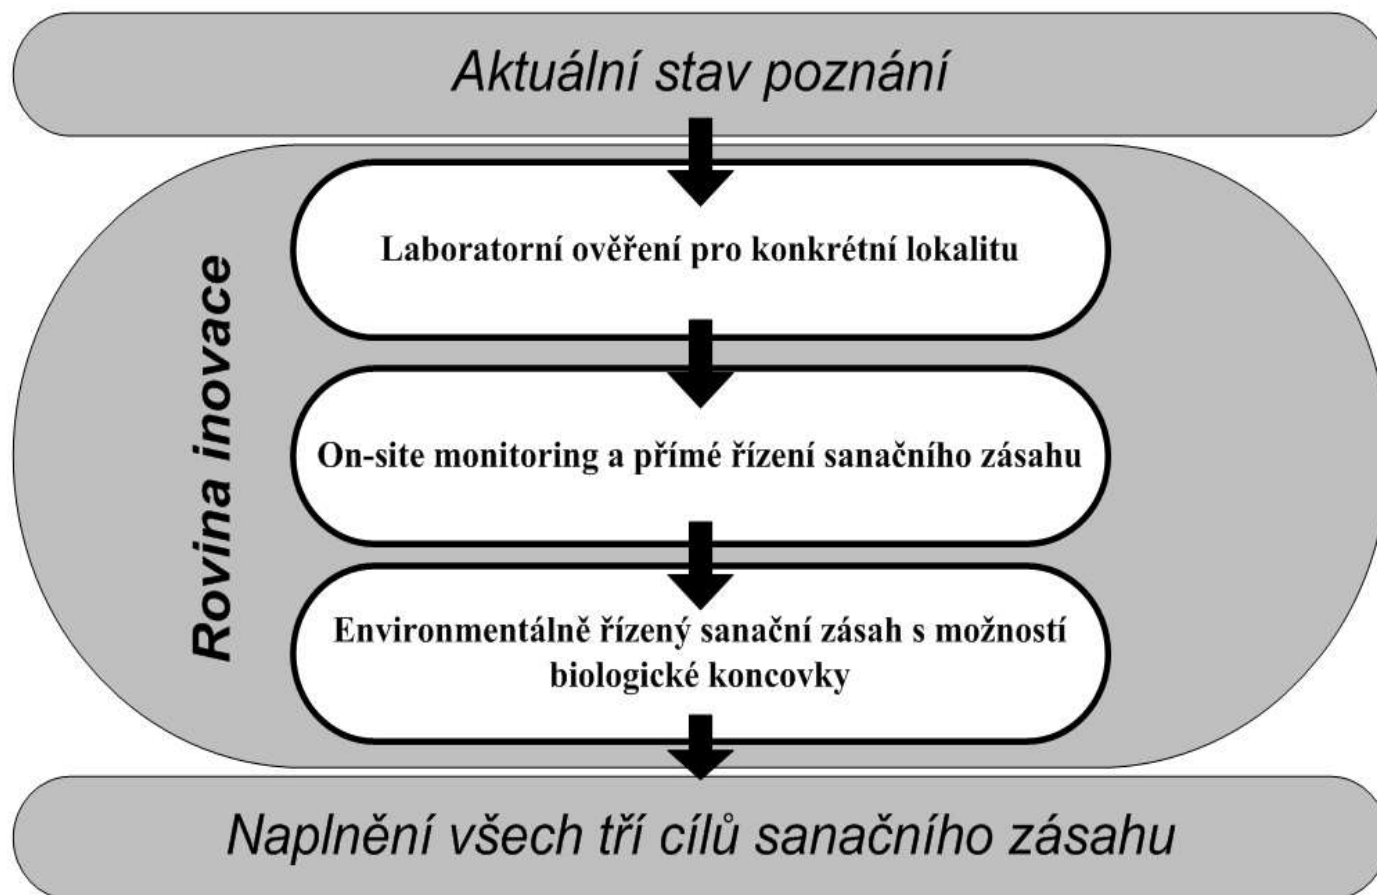 Aktuální stav poznání
Rovina inovace
Laboratorní ověření pro konkrétní lokalitu
On-site monitoring a přímé řízení sanačního zásahu
Environmentálně řízený sanační zásah s možností
biologické koncovky
Naplnění všech tří cílů sanačního zásahu